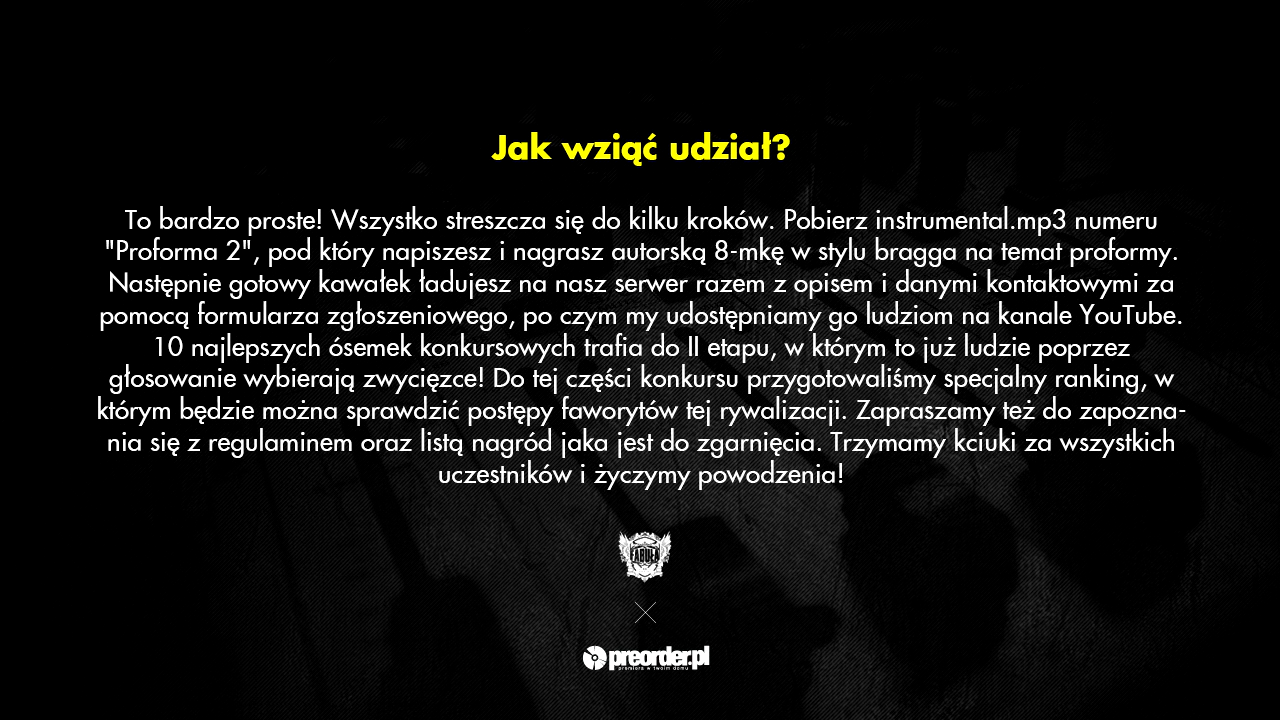 Jak wziąć udział?
To bardzo proste! Wszystko streszcza się do kilku kroków. Pobierz instrumental.mp3 numeru
"Proforma 2", pod który napiszesz i nagrasz autorską 8-mkę w stylu bragga na temat proformy.
Następnie gotowy kawałek ładujesz na nasz serwer razem z opisem i danymi kontaktowymi za
pomocą formularza zgłoszeniowego, po czym my udostępniamy go ludziom na kanale YouTube.
10 najlepszych ósemek konkursowych trafia do II etapu, w którym to już ludzie poprzez
głosowanie wybierają zwycięzce! Do tej części konkursu przygotowaliśmy specjalny ranking, w
którym będzie można sprawdzić postępy faworytów tej rywalizacji. Zapraszamy też do zapozna-
nia się z regulaminem oraz listą nagród jaka jest do zgarnięcia. Trzymamy kciuki za wszystkich
uczestników i życzymy powodzenia!
FABUŁA
preorder.pl
premiera w twoim domu